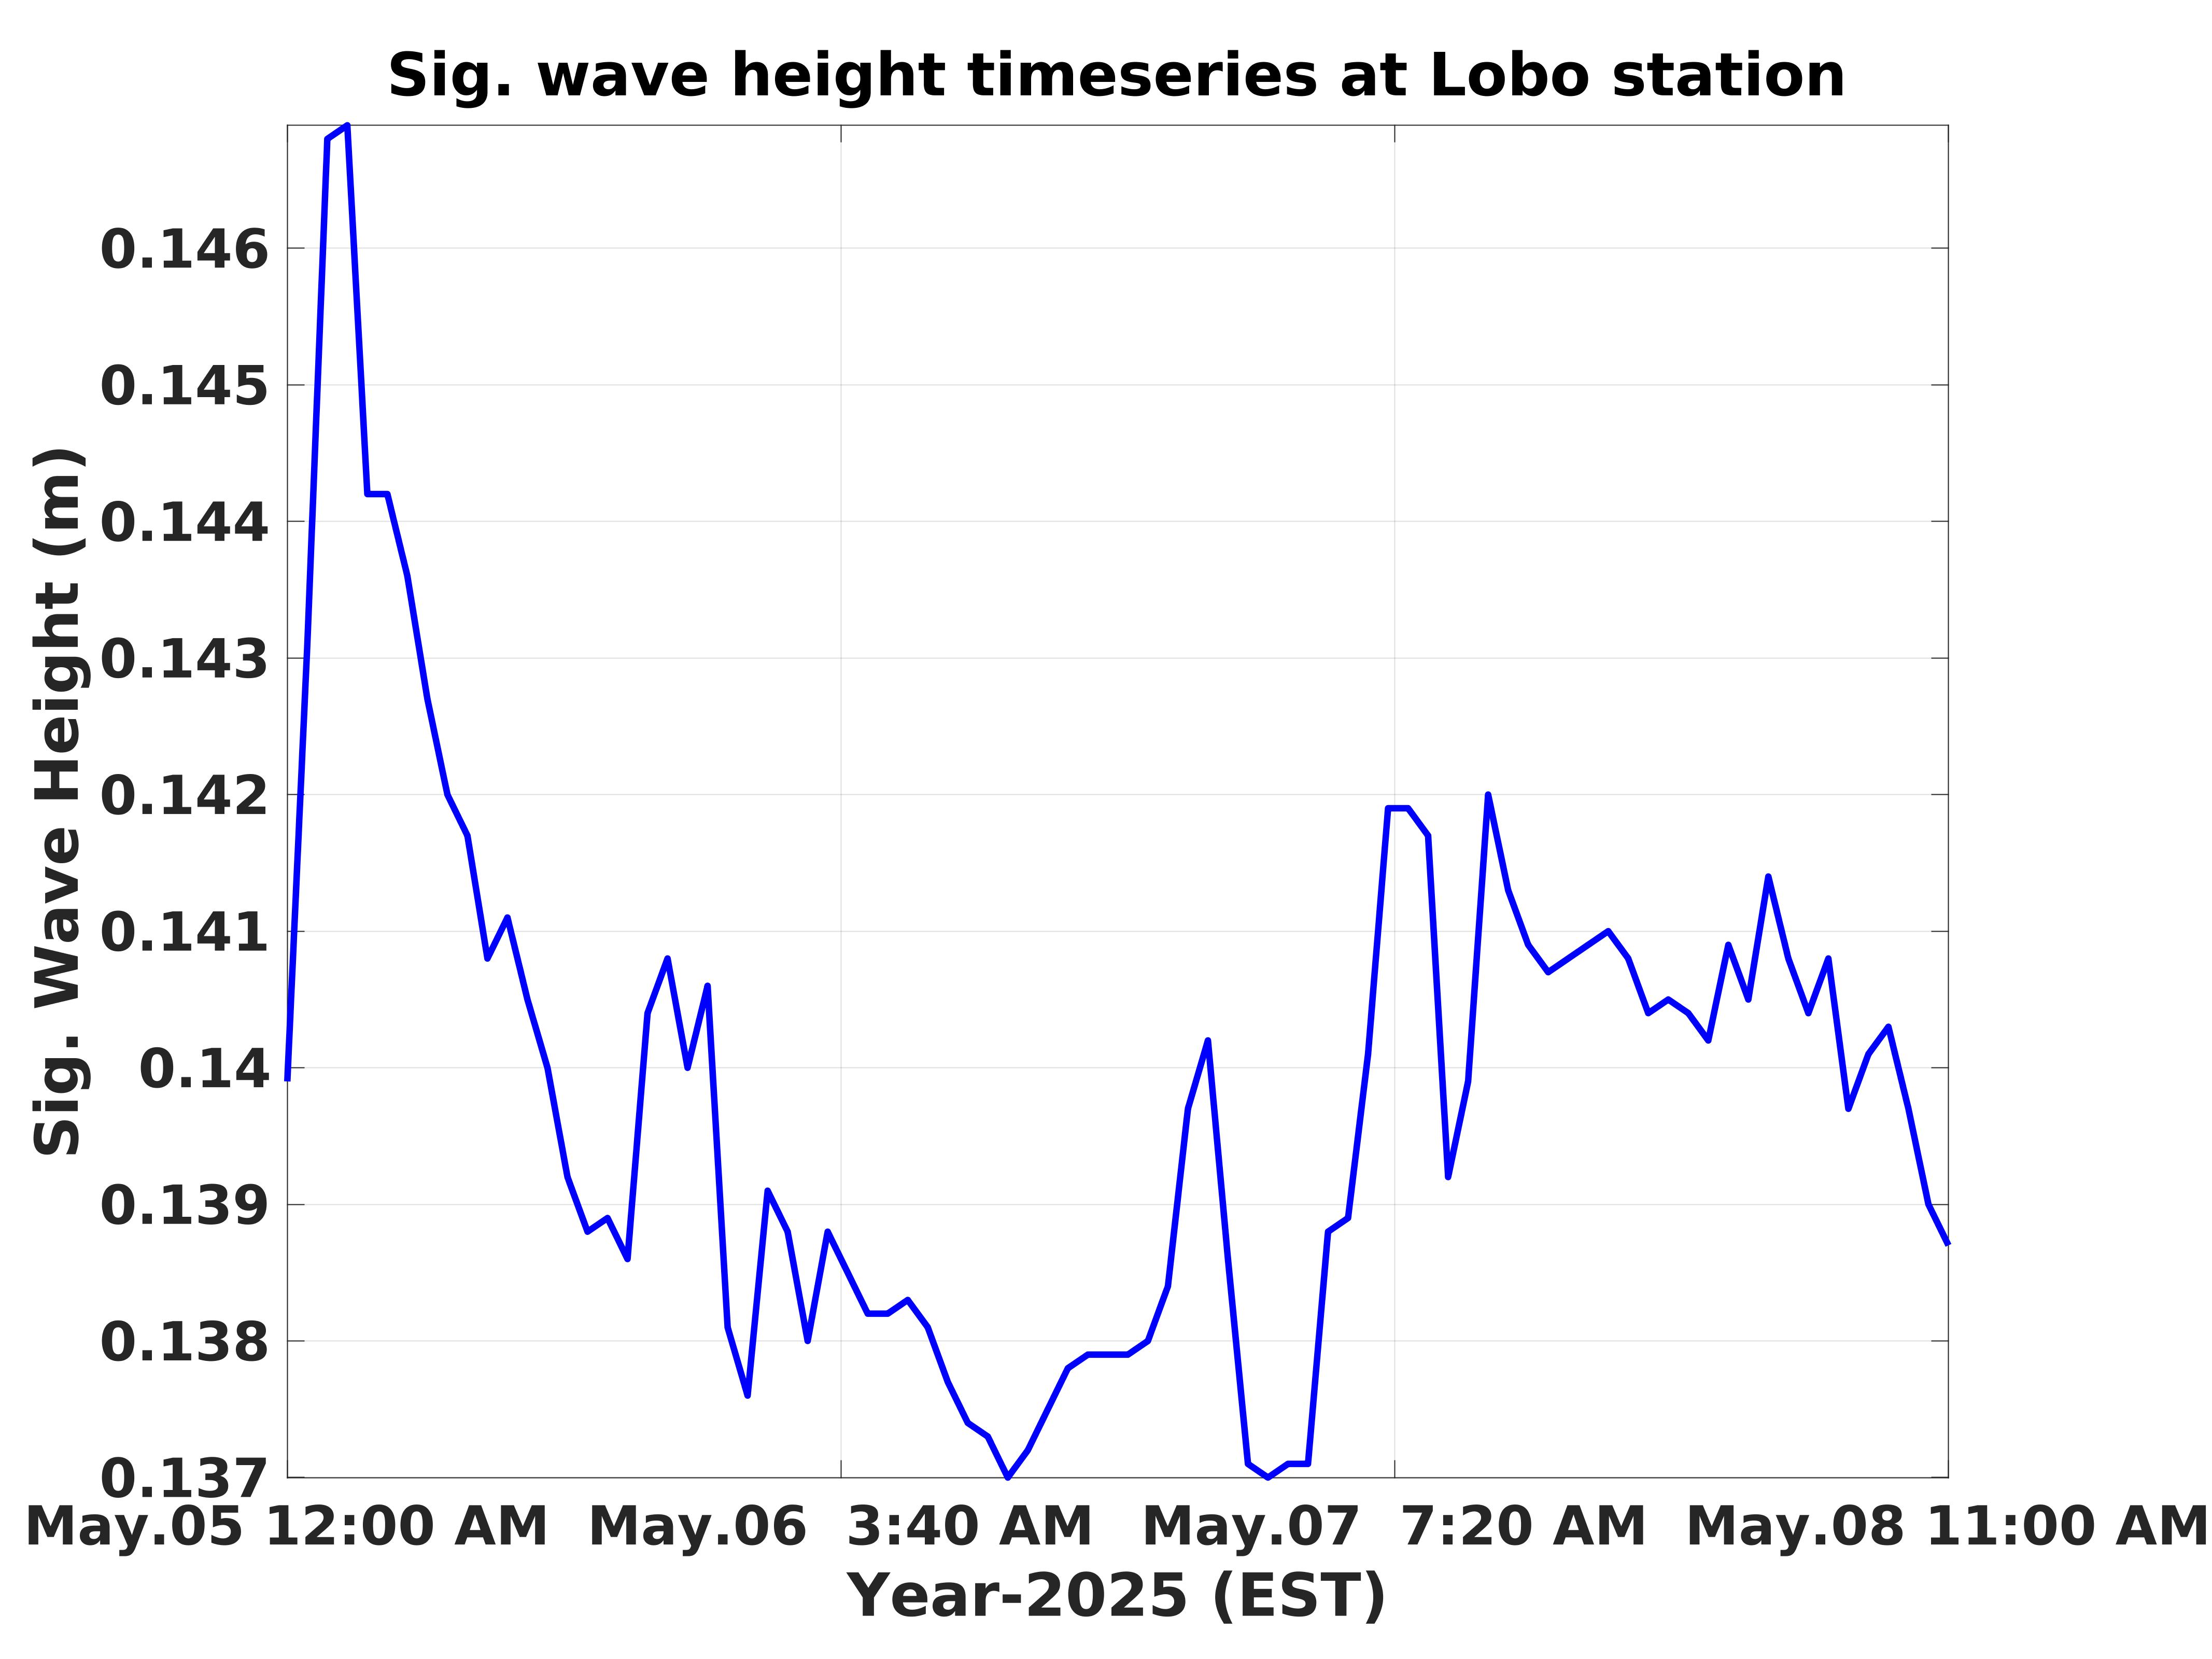 Sig. wave height timeseries at Lobo station
Sig. Wave Height (m)
0.146
0.145
0.144
0.143
0.142
0.141
0.14
0.139
0.138
0.137
May.05 12:00 AM May.06 3:40 AM May.07 7:20 AM May.08 11:00 AM
Year-2025 (EST)